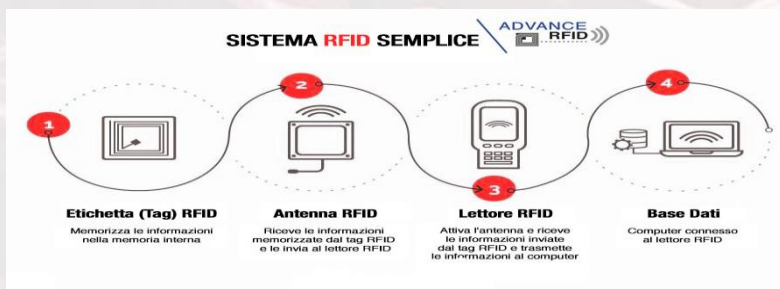 SISTEMA RFID SEMPLICE
ADVANCE
RFID
1
2
3
4
Etichetta (Tag) RFID
Memorizza le informazioni
nella memoria interna
Antenna RFID
Riceve le informazioni
memorizzate dal tag RFID
e le invia al lettore RFID
Lettore RFID
Attiva l'antenna e riceve
le informazioni inviate
dal tag RFID e trasmette
le informazioni al computer
Base Dati
Computer connesso
al lettore RFID